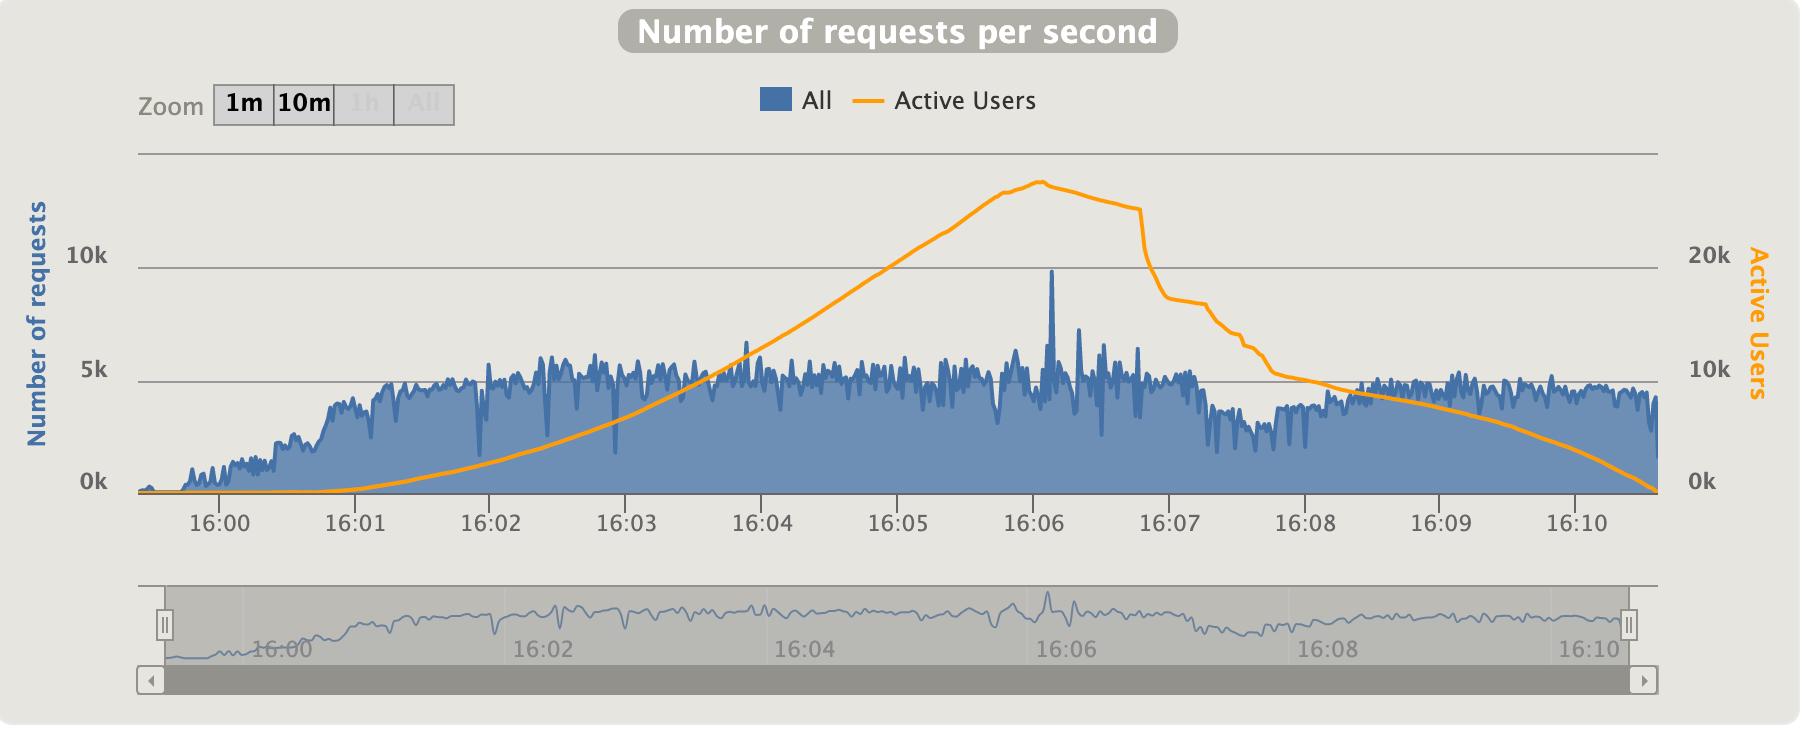 Number of requests per second
Zoom 1m 10m 1h All
All Active Users
Number of requests
10k
5k
0k
20k
10k
0k
Active Users
16:00 16:01 16:02 16:03 16:04 16:05 16:06 16:07 16:08 16:09 16:10
16:00 16:02 16:04 16:06 16:08 16:10